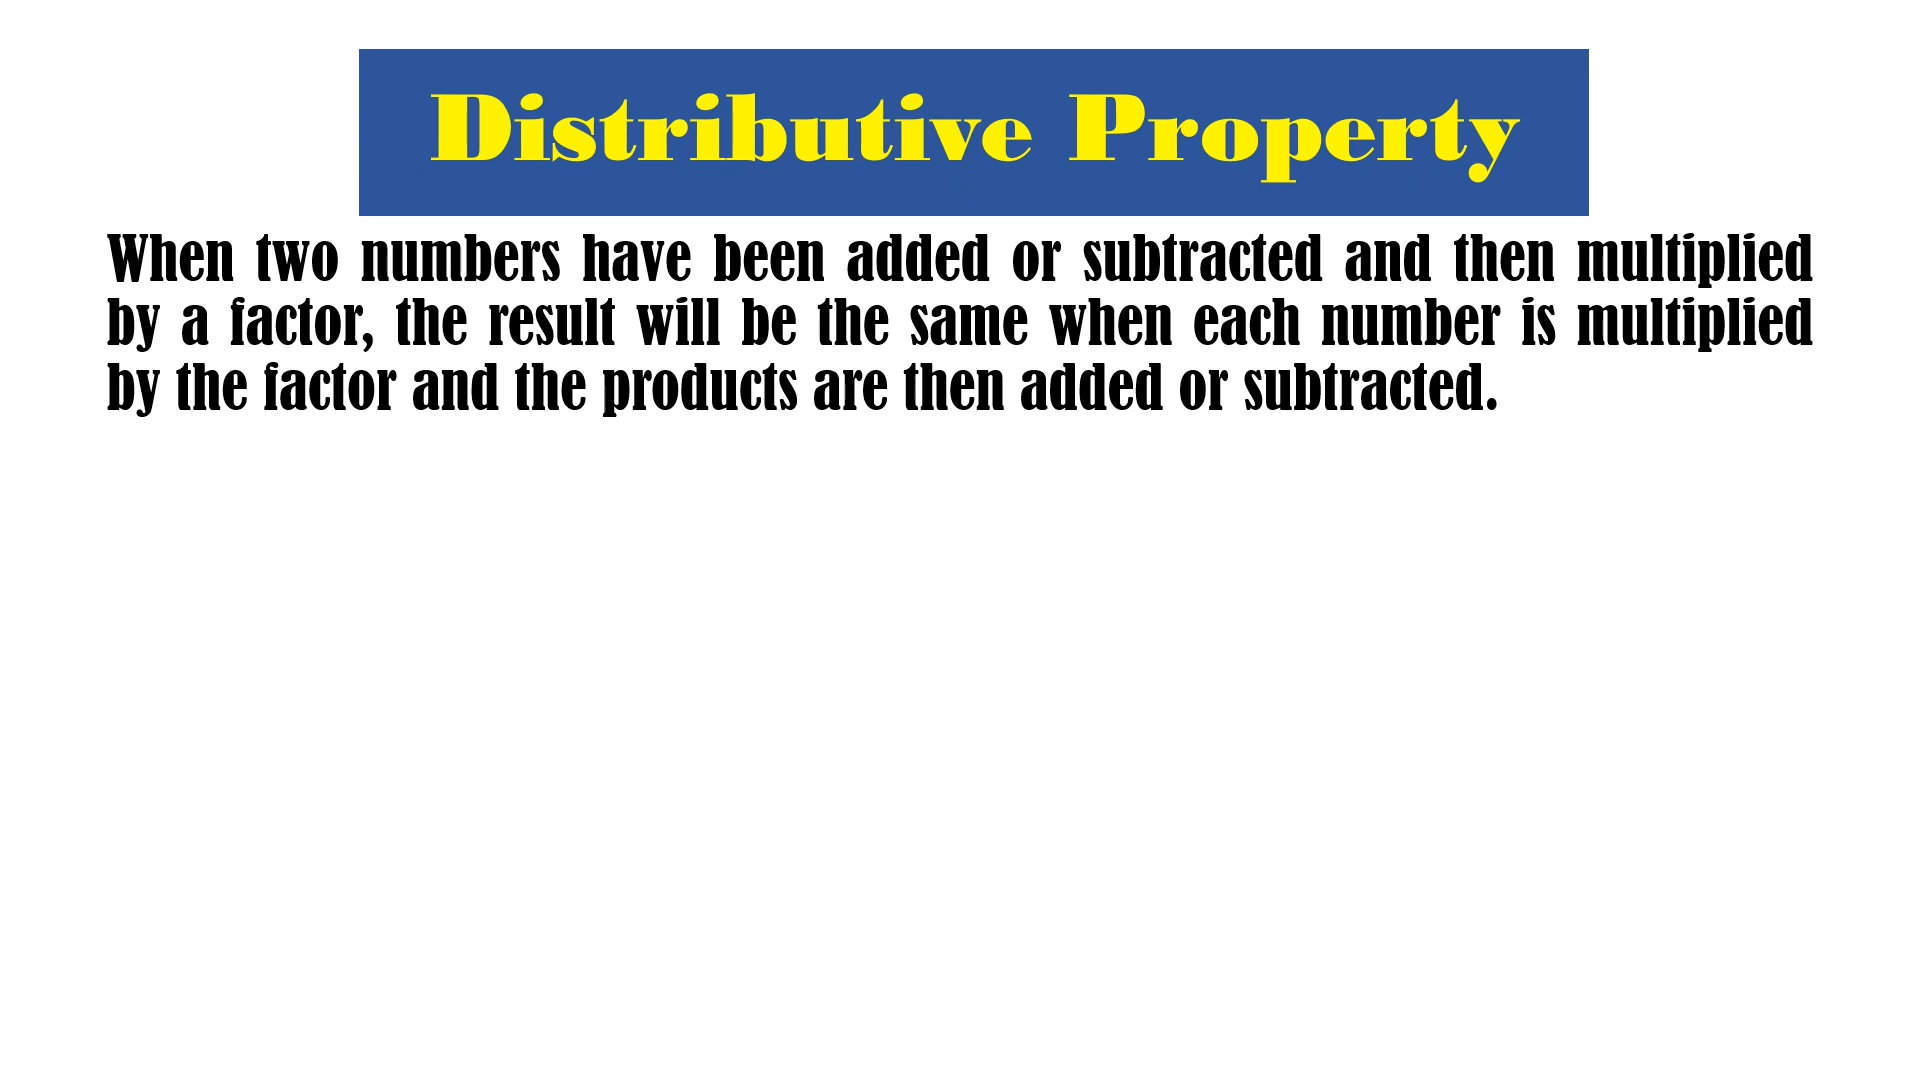 Distributive Property
When two numbers have been added or subtracted and then multiplied
by a factor, the result will be the same when each number is multiplied
by the factor and the products are then added or subtracted.